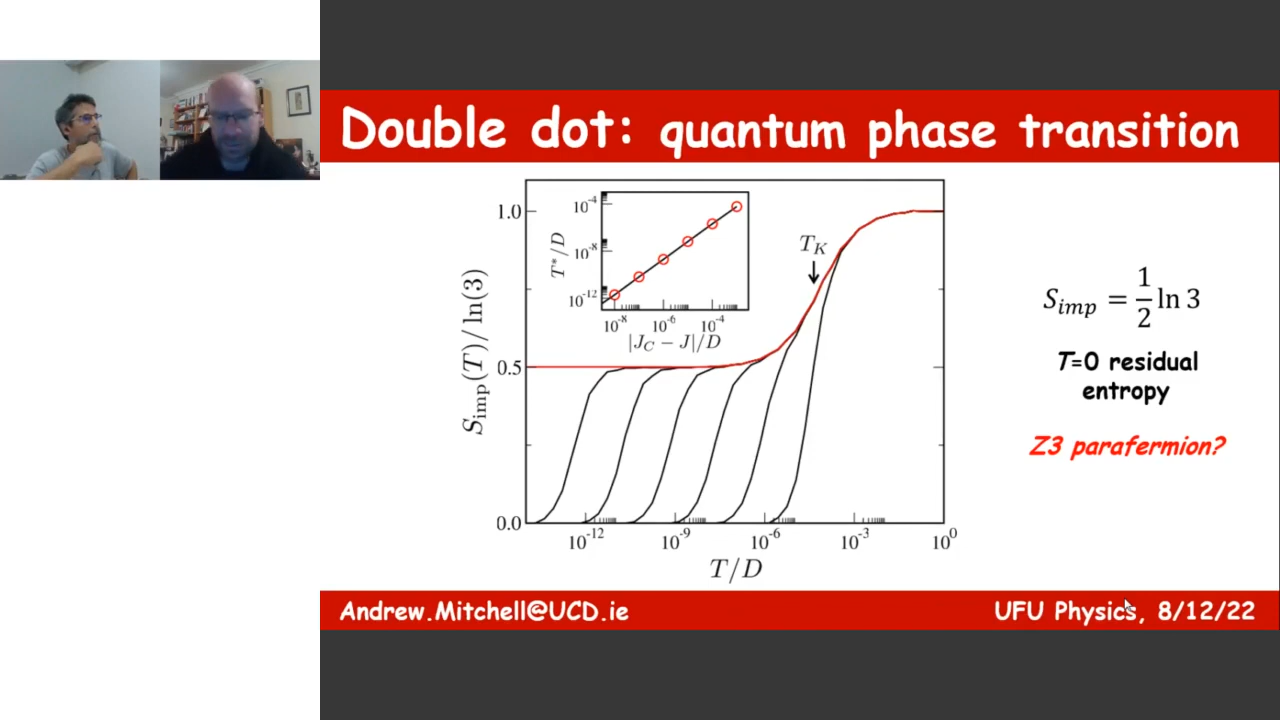 Double dot: quantum phase transition
1.0
0.5
0.0
S_imp(T)/ln(3)
10^-12
10^-9
10^-6
10^-3
10^0
T/D
T_K
10^-4
10^-8
10^-12
T*/D
10^-8
10^-6
10^-4
|J_C − J|/D
S_imp = 1/2 ln 3
T=0 residual
entropy
Z3 parafermion?
Andrew.Mitchell@UCD.ie
UFU Physics, 8/12/22